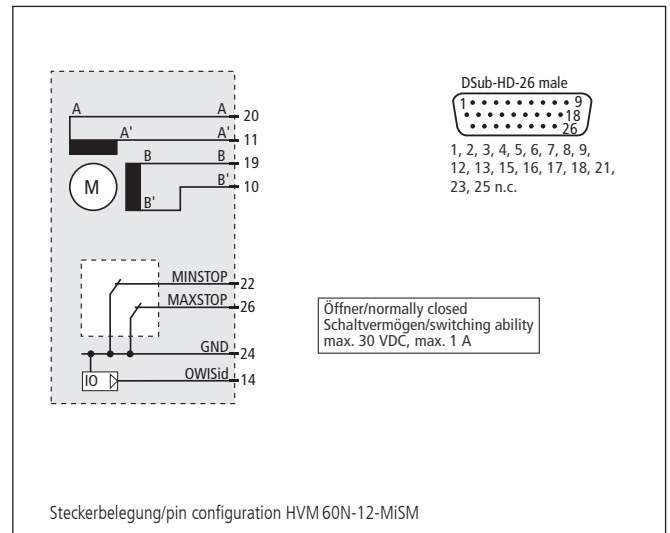 DSub-HD-26 male
1 9
18
26
1, 2, 3, 4, 5, 6, 7, 8, 9,
12, 13, 15, 16, 17, 18, 21,
23, 25 n.c.
A A 20
A' A' 11
B B 19
M B' 10
B'
MINSTOP 22
MAXSTOP 26
GND 24
IO OWISid 14
Öffner/normally closed
Schaltvermögen/switching ability
max. 30 VDC, max. 1 A
Steckerbelegung/pin configuration HVM 60N-12-MiSM